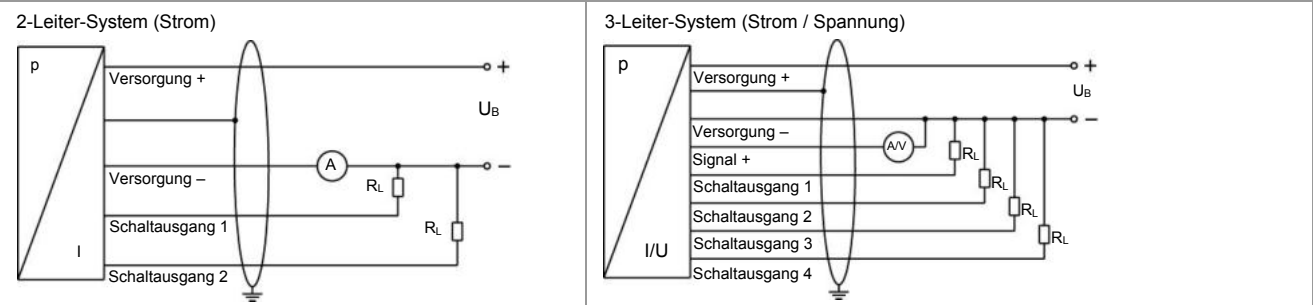 2-Leiter-System (Strom)
p
Versorgung +
+
UB
Versorgung –
A
–
RL
Schaltausgang 1
RL
I
Schaltausgang 2
3-Leiter-System (Strom / Spannung)
p
Versorgung +
+
UB
Versorgung –
–
A/V
Signal +
RL
Schaltausgang 1
RL
Schaltausgang 2
RL
Schaltausgang 3
RL
I/U
Schaltausgang 4